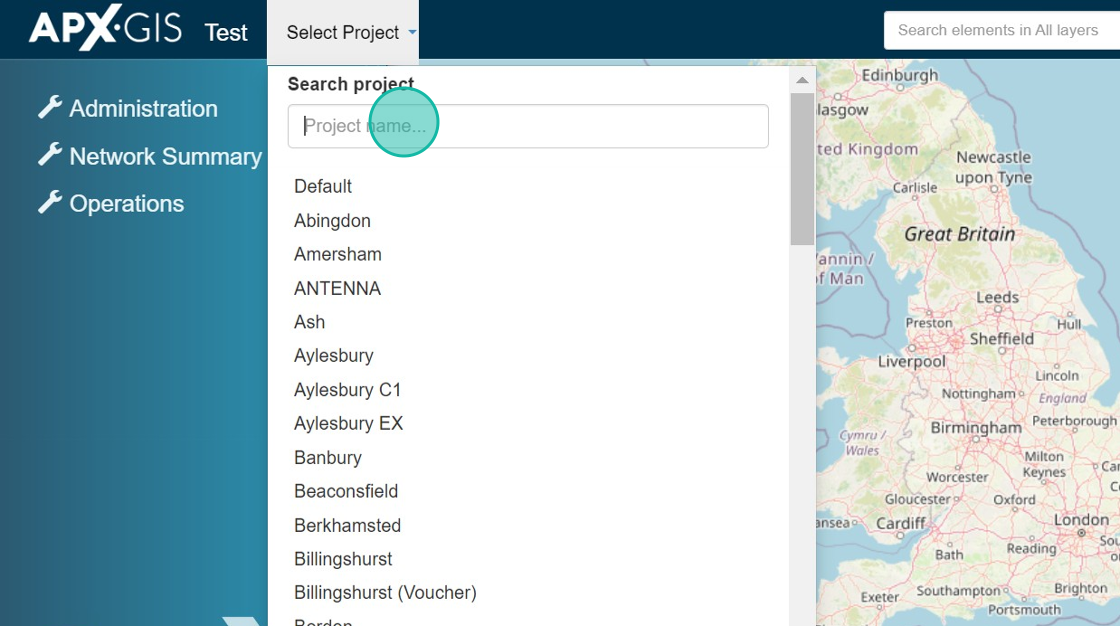 APX·GIS Test
Select Project
Search elements in All layers
Administration
Network Summary
Operations
Search project
Project name...
Default
Abingdon
Amersham
ANTENNA
Ash
Aylesbury
Aylesbury C1
Aylesbury EX
Banbury
Beaconsfield
Berkhamsted
Billingshurst
Billingshurst (Voucher)
Bordon
Edinburgh
lasgow
ted Kingdom
Newcastle
upon Tyne
Carlisle
Great Britain
annin /
of Man
Leeds
Preston
Hull
Sheffield
Liverpool
Lincoln
Nottingham
England
Peterborough
Birmingham
Cymru /
Wales
Milton
Keynes
Worcester
Gloucester
Oxford
ansea
Cardiff
London
Bath
Reading
Exeter
Southampton
Brighton
Portsmouth